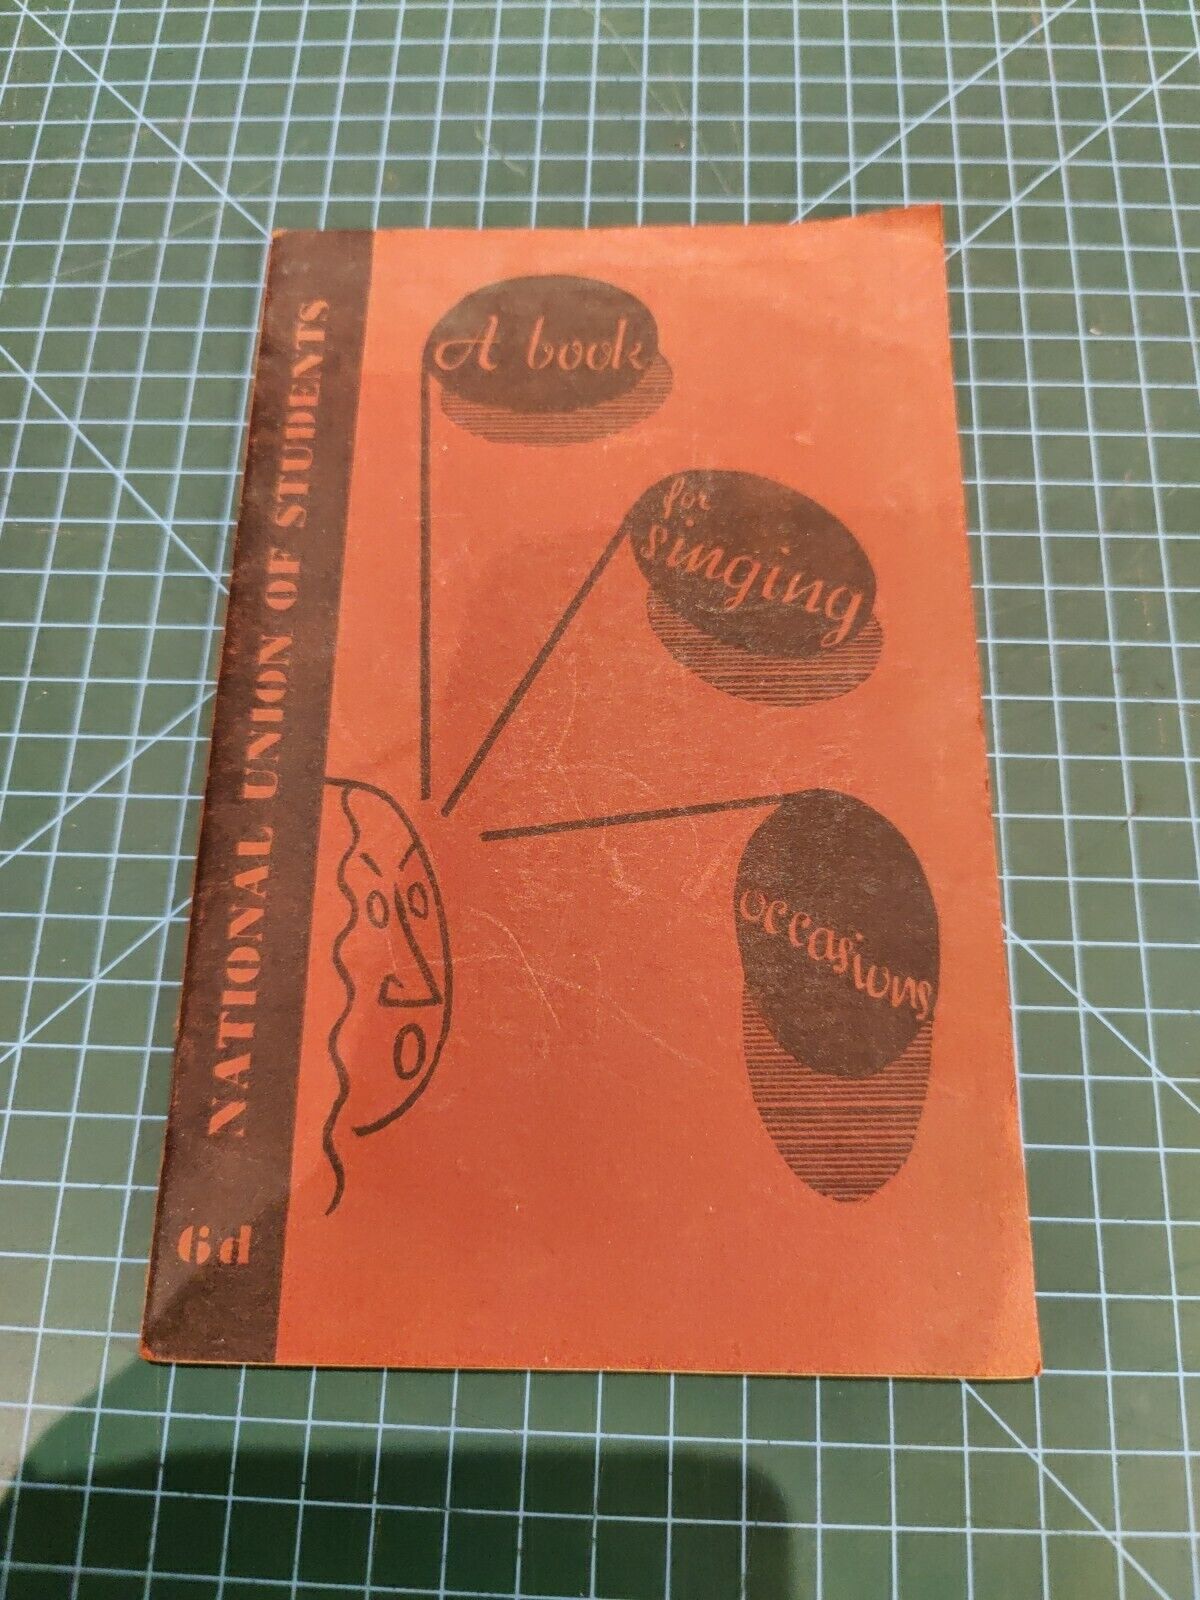 NATIONAL UNION OF STUDENTS
6d
A book
for
singing
occasions